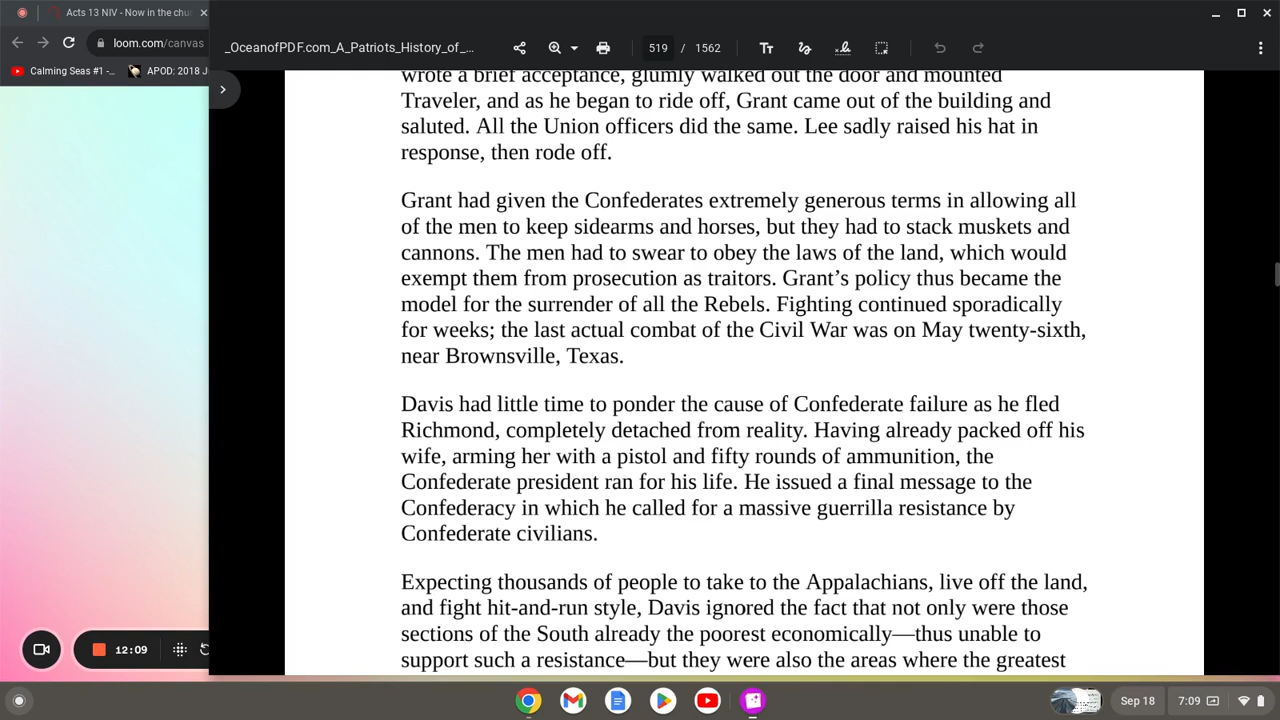 Acts 13 NIV - Now in the chu
loom.com/canvas
Calming Seas #1 -...
APOD: 2018 J
_OceanofPDF.com_A_Patriots_History_of_...
519 / 1562
wrote a brief acceptance, glumly walked out the door and mounted
Traveler, and as he began to ride off, Grant came out of the building and
saluted. All the Union officers did the same. Lee sadly raised his hat in
response, then rode off.
Grant had given the Confederates extremely generous terms in allowing all
of the men to keep sidearms and horses, but they had to stack muskets and
cannons. The men had to swear to obey the laws of the land, which would
exempt them from prosecution as traitors. Grant’s policy thus became the
model for the surrender of all the Rebels. Fighting continued sporadically
for weeks; the last actual combat of the Civil War was on May twenty-sixth,
near Brownsville, Texas.
Davis had little time to ponder the cause of Confederate failure as he fled
Richmond, completely detached from reality. Having already packed off his
wife, arming her with a pistol and fifty rounds of ammunition, the
Confederate president ran for his life. He issued a final message to the
Confederacy in which he called for a massive guerrilla resistance by
Confederate civilians.
Expecting thousands of people to take to the Appalachians, live off the land,
and fight hit-and-run style, Davis ignored the fact that not only were those
sections of the South already the poorest economically—thus unable to
support such a resistance—but they were also the areas where the greatest
12:09
Sep 18
7:09